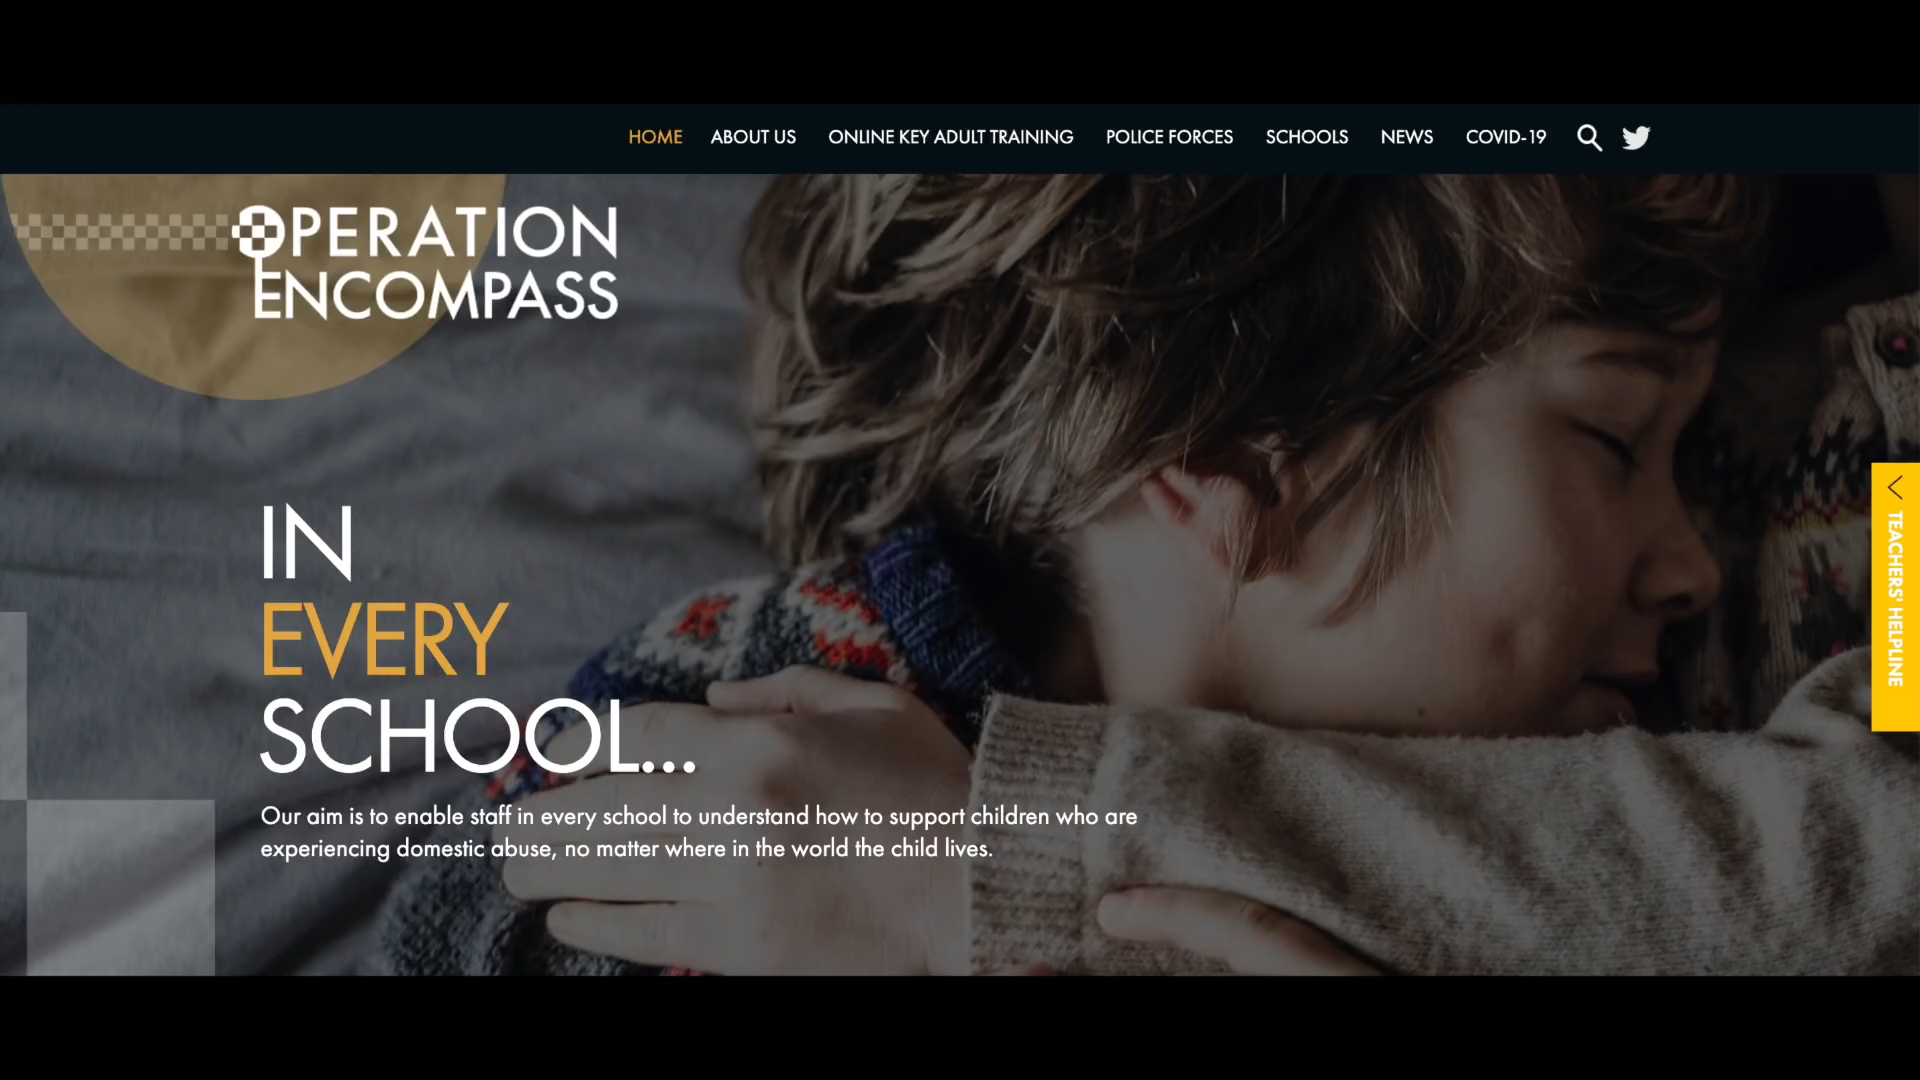 HOME ABOUT US ONLINE KEY ADULT TRAINING POLICE FORCES SCHOOLS NEWS COVID-19
OPERATION
ENCOMPASS
IN
EVERY
SCHOOL...
Our aim is to enable staff in every school to understand how to support children who are
experiencing domestic abuse, no matter where in the world the child lives.
TEACHERS' HELPLINE